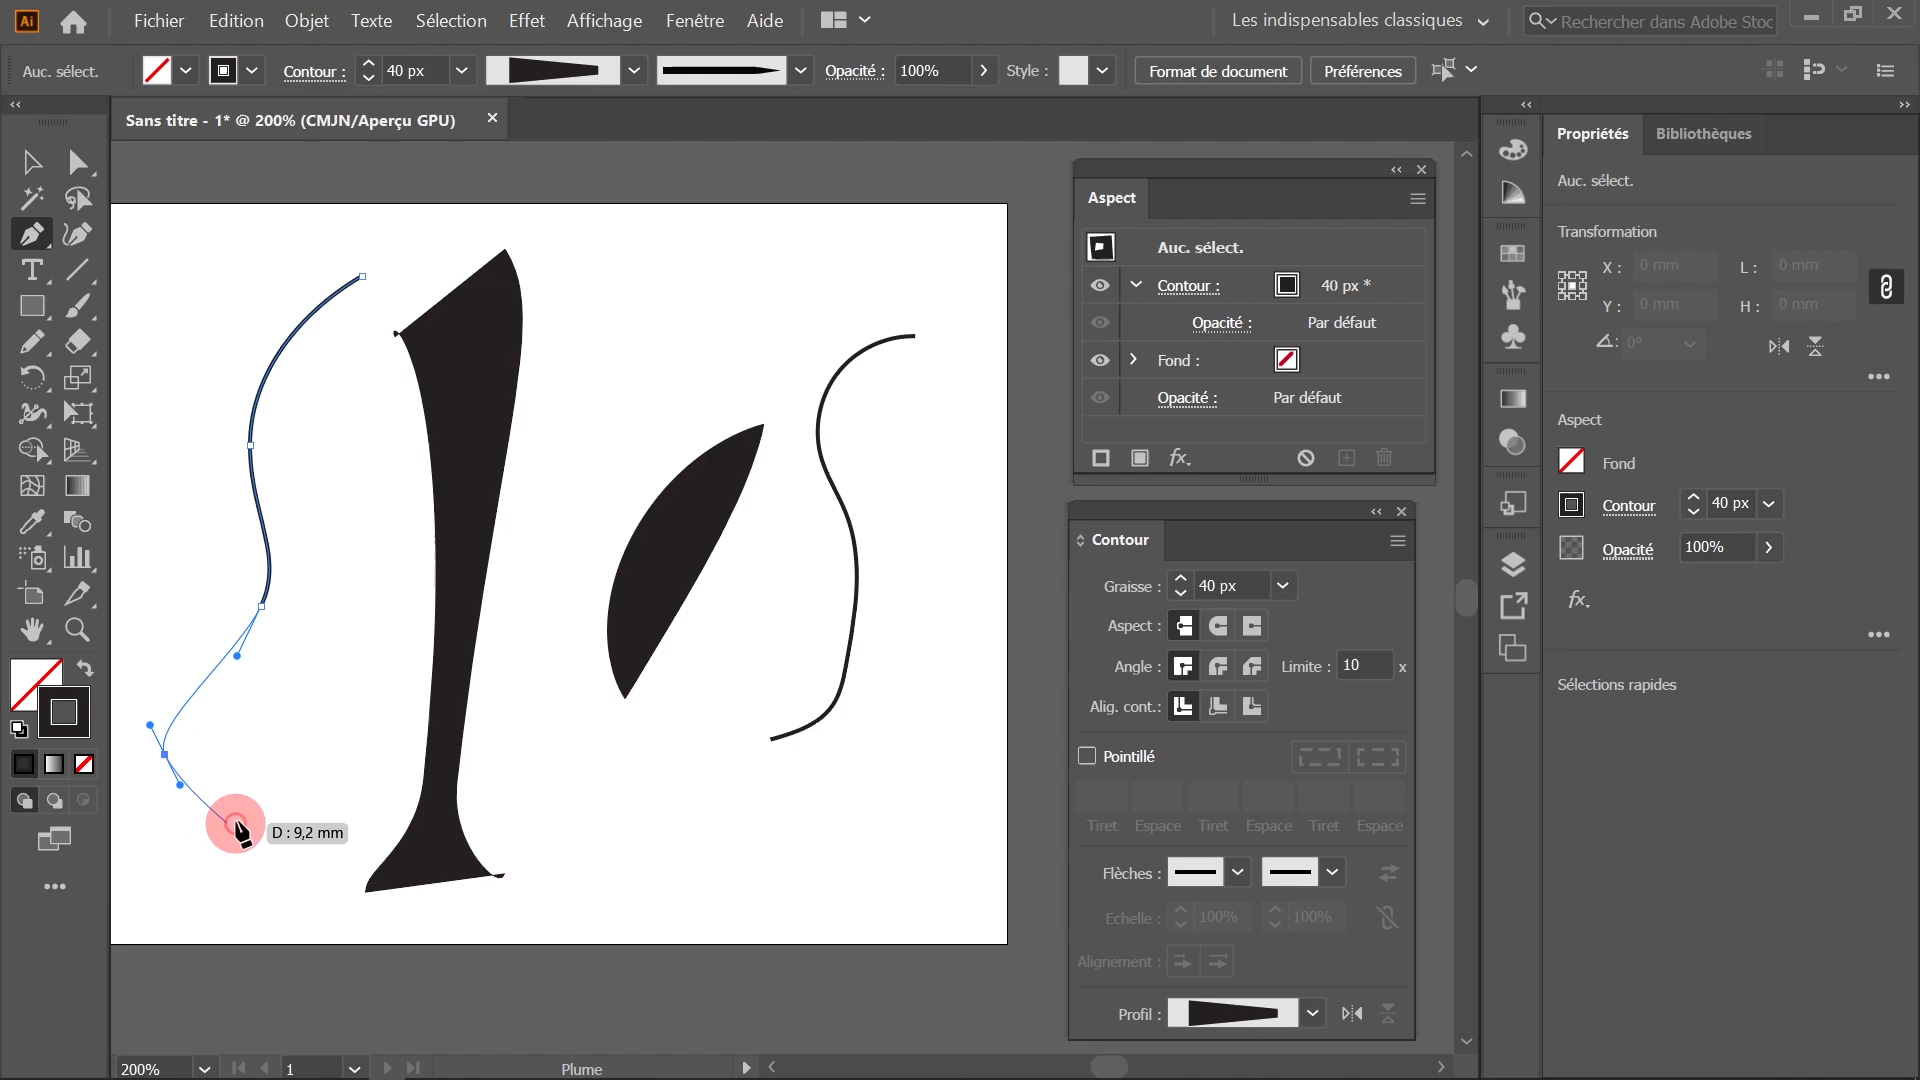 Ai
Fichier Edition Objet Texte Sélection Effet Affichage Fenêtre Aide
Les indispensables classiques
Rechercher dans Adobe Stoc
Auc. sélect.
Contour : 40 px
Opacité : 100%
Style :
Format de document
Préférences
Sans titre - 1* @ 200% (CMJN/Aperçu GPU)
D : 9,2 mm
Aspect
Auc. sélect.
Contour : 40 px *
Opacité : Par défaut
Fond :
Opacité : Par défaut
fx.
Contour
Graisse : 40 px
Aspect :
Angle : Limite : 10 x
Alig. cont.:
Pointillé
Tiret Espace Tiret Espace Tiret Espace
Flèches :
Echelle : 100% 100%
Alignement :
Profil :
Propriétés Bibliothèques
Auc. sélect.
Transformation
X : 0 mm L : 0 mm
Y : 0 mm H : 0 mm
0°
Aspect
Fond
Contour 40 px
Opacité 100%
fx.
Sélections rapides
200% 1 Plume